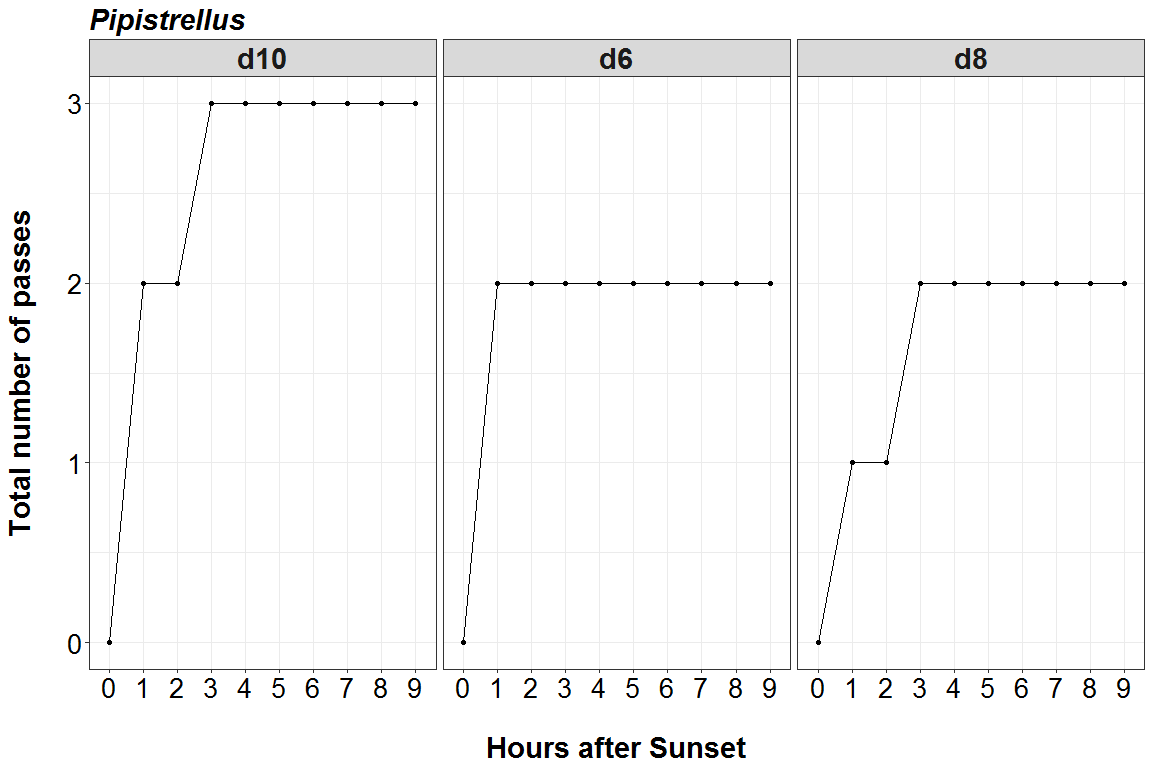 Pipistrellus
d10 d6 d8
3
2
1
0
0 1 2 3 4 5 6 7 8 9 0 1 2 3 4 5 6 7 8 9 0 1 2 3 4 5 6 7 8 9
Total number of passes
Hours after Sunset